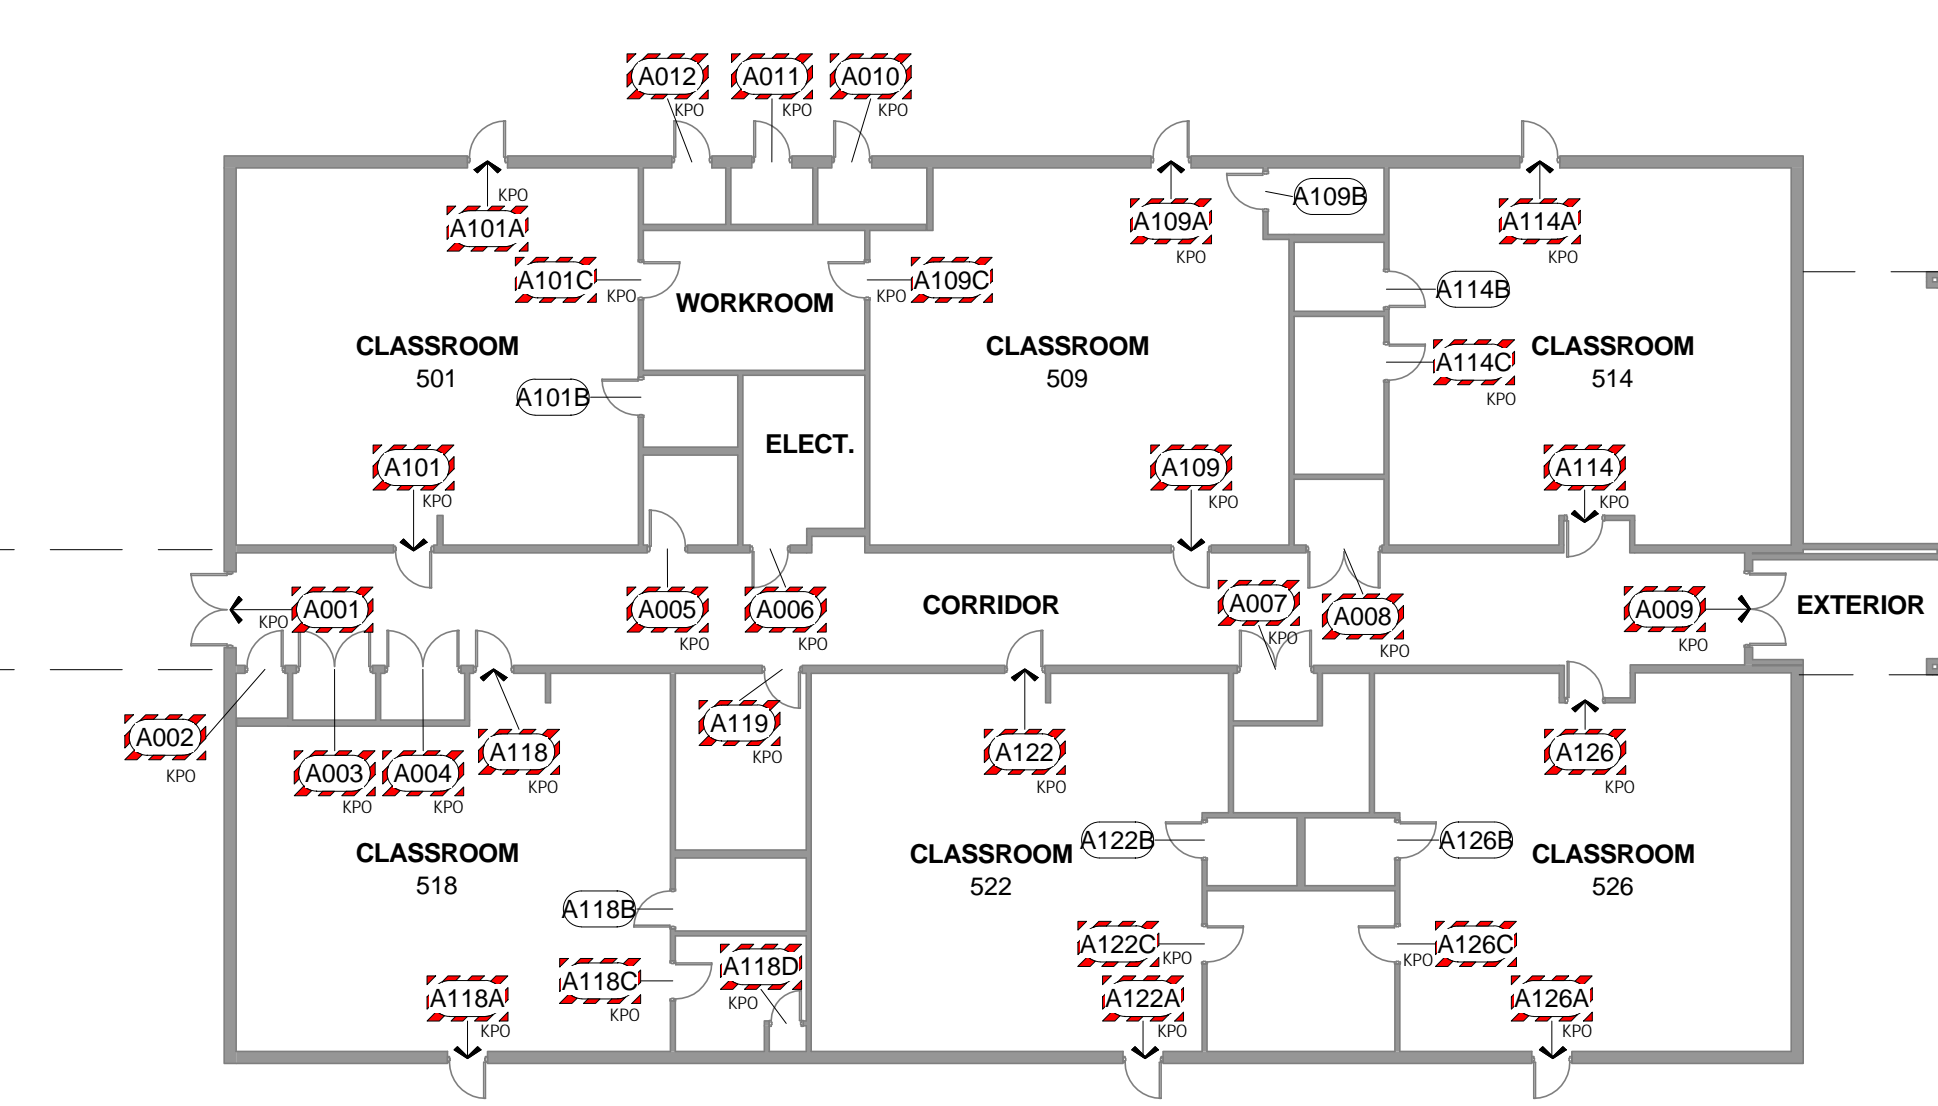 A012
KPO
A011
KPO
A010
KPO
KPO
A101A
A109A
KPO
A109B
A114A
KPO
A101C
KPO
KPO
A109C
A114B
WORKROOM
CLASSROOM
501
CLASSROOM
509
A114C
KPO
CLASSROOM
514
A101B
ELECT.
A101
KPO
A109
KPO
A114
KPO
A001
KPO
A005
KPO
A006
KPO
CORRIDOR
A007
KPO
A008
KPO
A009
KPO
EXTERIOR
A002
KPO
A003
KPO
A004
KPO
A118
KPO
A119
KPO
A122
KPO
A126
KPO
CLASSROOM
518
CLASSROOM
522
A122B
A126B
CLASSROOM
526
A118B
A118C
KPO
A118D
KPO
A122C
KPO
KPO
A126C
A118A
KPO
A122A
KPO
A126A
KPO